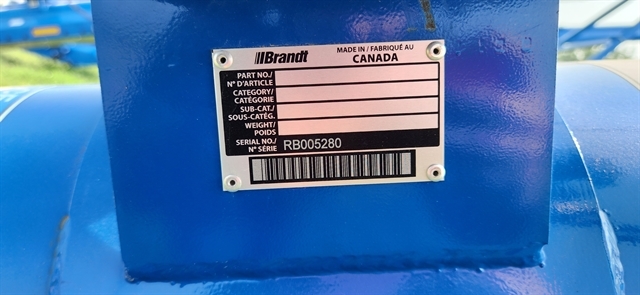 Brandt
MADE IN / FABRIQUÉ AU
CANADA
PART NO./
N° D'ARTICLE
CATEGORY/
CATÉGORIE
SUB-CAT./
SOUS-CATÉG.
WEIGHT/
POIDS
SERIAL NO./
N° SÉRIE
RB005280